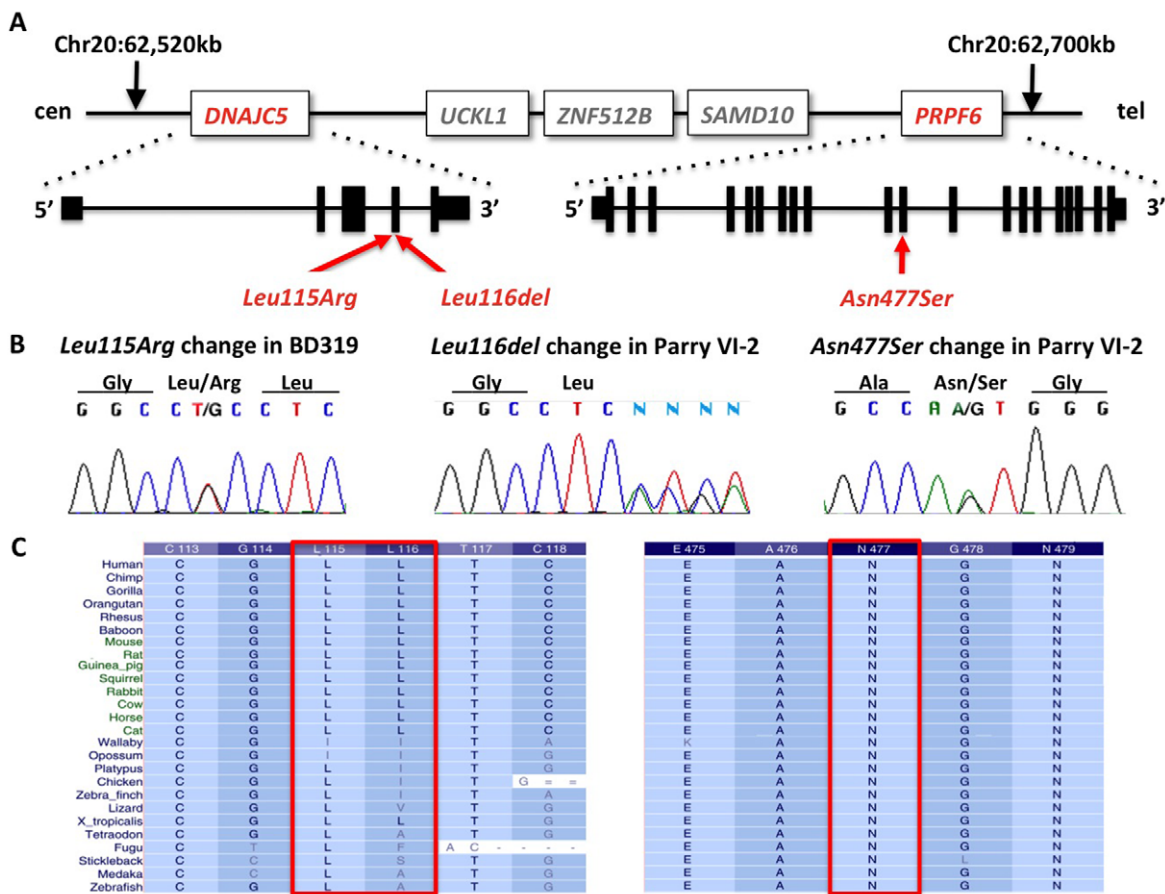 A
Chr20:62,520kb Chr20:62,700kb
cen DNAJC5 UCKL1 ZNF512B SAMD10 PRPF6 tel
5’ 3’ 5’ 3’
Leu115Arg Leu116del Asn477Ser
B Leu115Arg change in BD319 Leu116del change in Parry VI-2 Asn477Ser change in Parry VI-2
Gly Leu/Arg Leu Gly Leu Ala Asn/Ser Gly
G G C C T/G C C T C G G C C T C N N N N G C C A A/G T G G G
C C 113 G 114 L 115 L 116 T 117 C 118 E 475 A 476 N 477 G 478 N 479
Human C G L L T C E A N G N
Chimp C G L L T C E A N G N
Gorilla C G L L T C E A N G N
Orangutan C G L L T C E A N G N
Rhesus C G L L T C E A N G N
Baboon C G L L T C E A N G N
Mouse C G L L T C E A N G N
Rat C G L L T C E A N G N
Guinea_pig C G L L T C E A N G N
Squirrel C G L L T C E A N G N
Rabbit C G L L T C E A N G N
Cow C G L L T C E A N G N
Horse C G L L T C E A N G N
Cat C G L L T C E A N G N
Wallaby C G I I T A K A N G N
Opossum C G I I T G E A N G N
Platypus C G L I T G E A N G N
Chicken C G L I T G = = E A N G N
Zebra_finch C G L I T A E A N G N
Lizard C G L V T G E A N G N
X_tropicalis C G L L T G E A N G N
Tetraodon C G L A T G E A N G N
Fugu C T L F A C - - - - E A N G N
Stickleback C C L S T G E A N L N
Medaka C C L A T G E A N G N
Zebrafish C G L A T G E A N G N